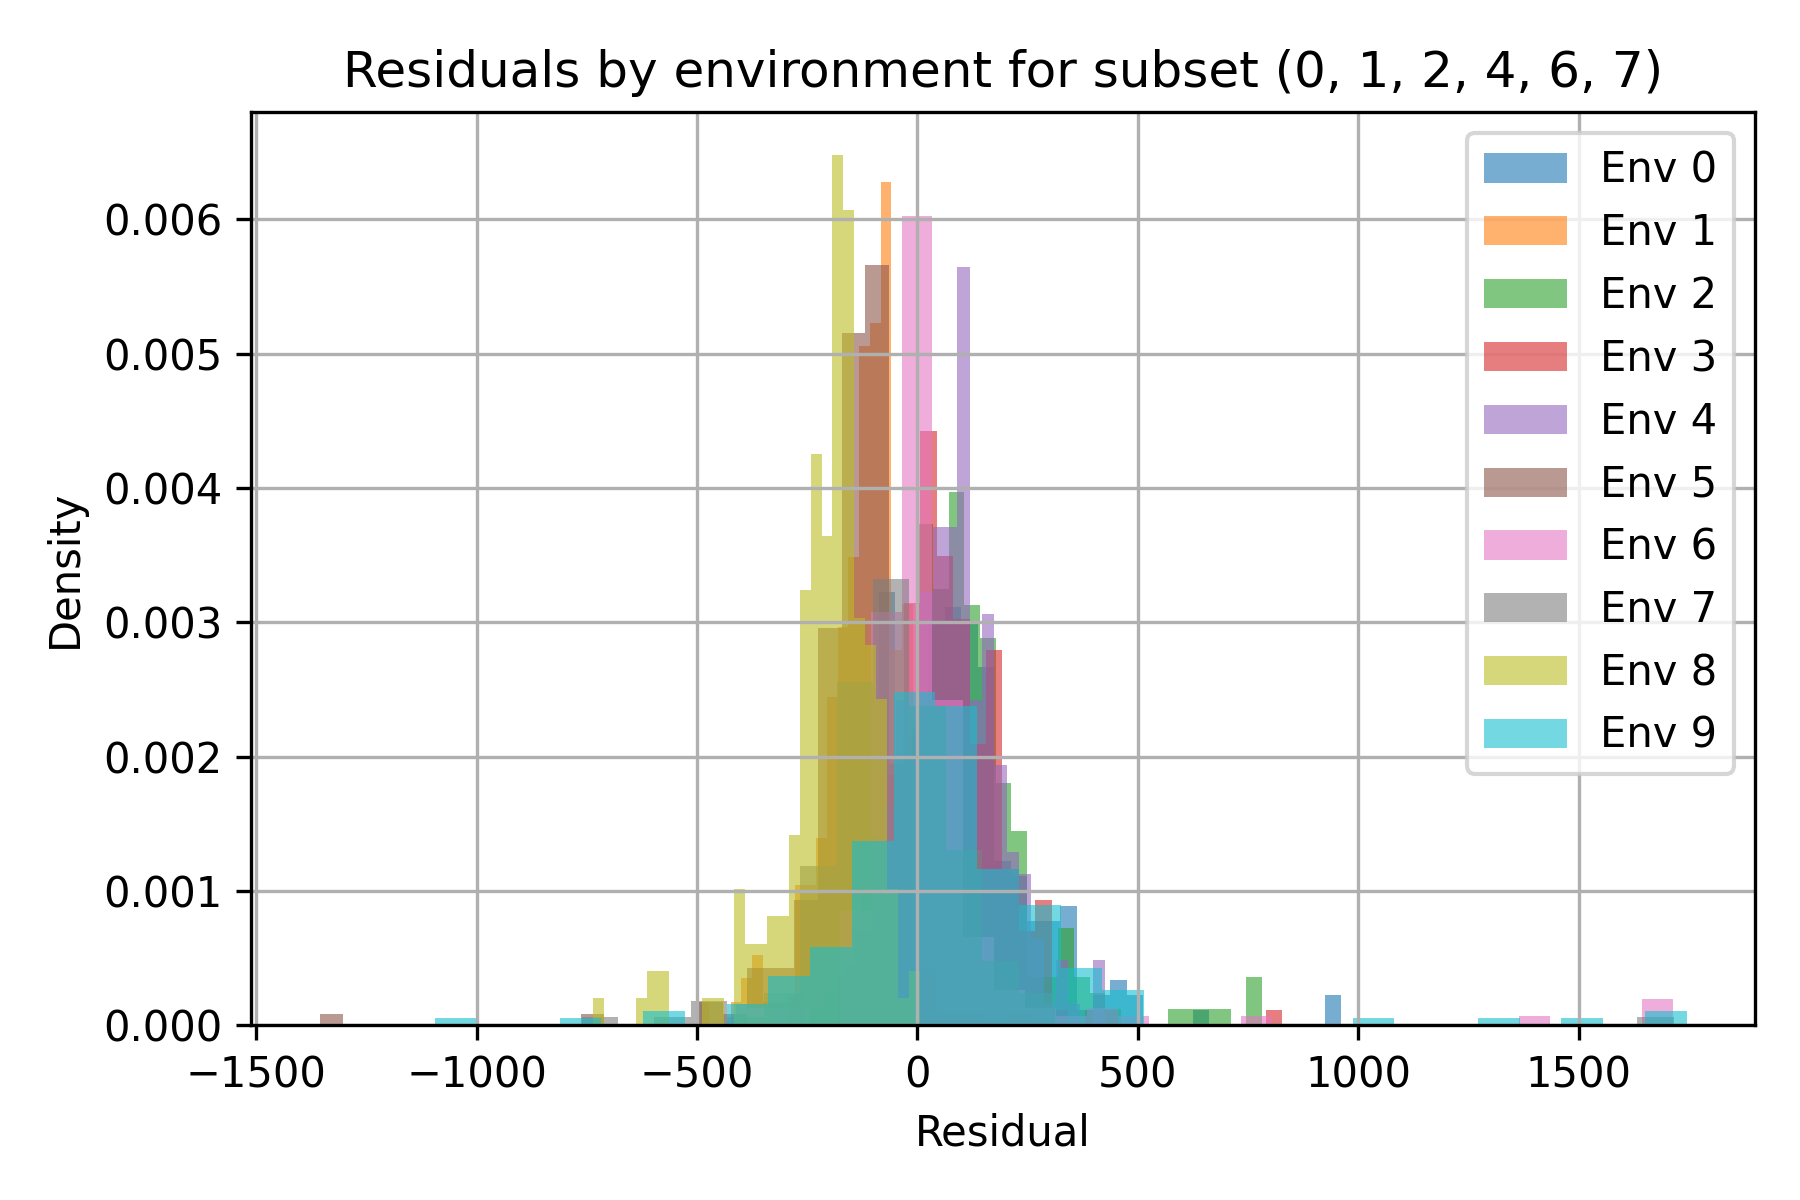 Residuals by environment for subset (0, 1, 2, 4, 6, 7)
Density
0.006
0.005
0.004
0.003
0.002
0.001
0.000
−1500 −1000 −500 0 500 1000 1500
Residual
Env 0
Env 1
Env 2
Env 3
Env 4
Env 5
Env 6
Env 7
Env 8
Env 9